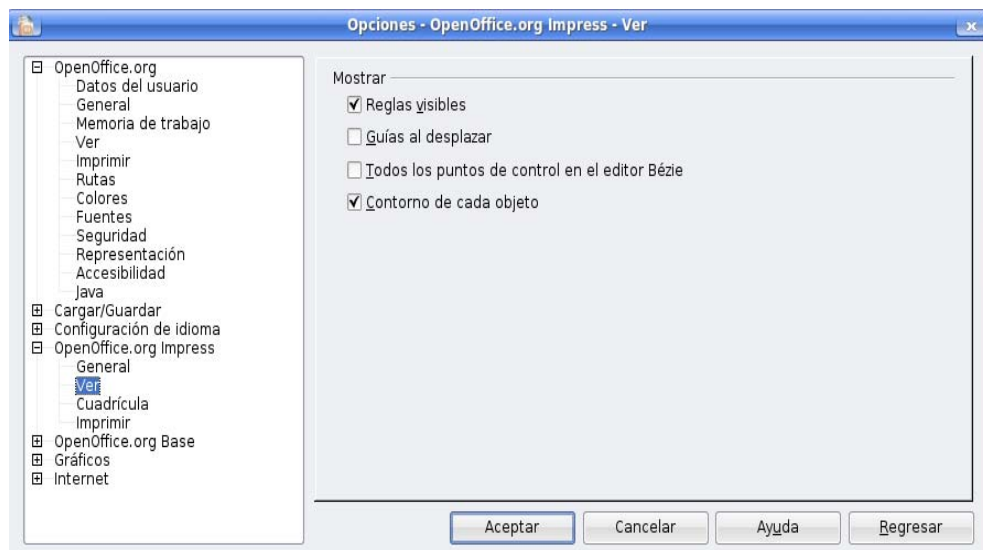 Opciones - OpenOffice.org Impress - Ver
OpenOffice.org
Datos del usuario
General
Memoria de trabajo
Ver
Imprimir
Rutas
Colores
Fuentes
Seguridad
Representación
Accesibilidad
Java
Cargar/Guardar
Configuración de idioma
OpenOffice.org Impress
General
Ver
Cuadrícula
Imprimir
OpenOffice.org Base
Gráficos
Internet
Mostrar
Reglas visibles
Guías al desplazar
Todos los puntos de control en el editor Bézie
Contorno de cada objeto
Aceptar Cancelar Ayuda Regresar